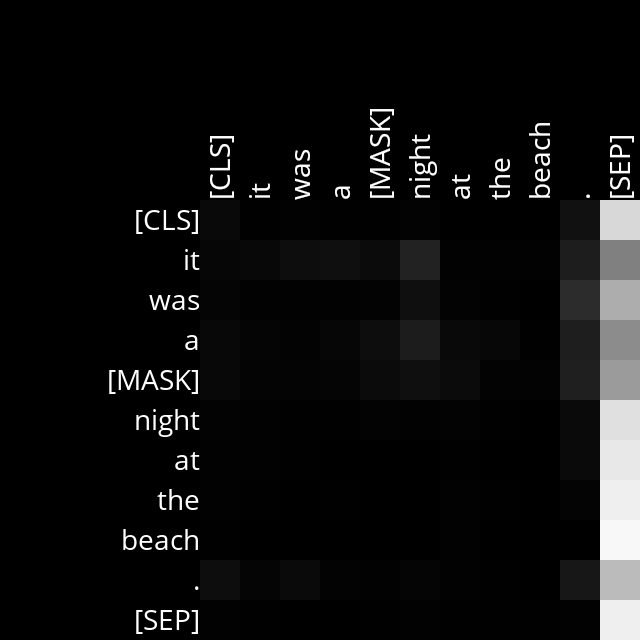 [CLS] it was a [MASK] night at the beach . [SEP]
[CLS]
it
was
a
[MASK]
night
at
the
beach
.
[SEP]